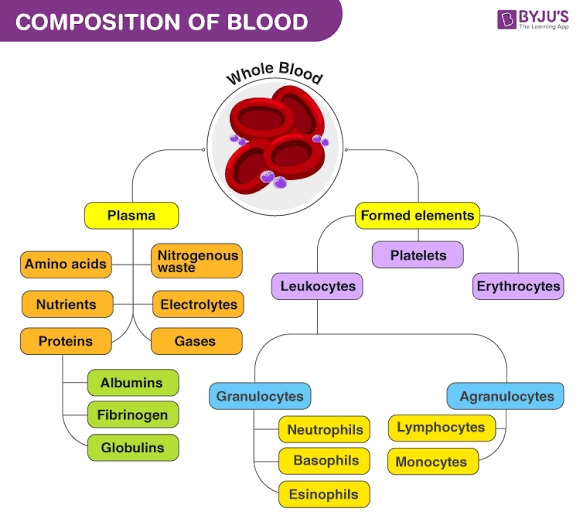 COMPOSITION OF BLOOD
BYJU'S
The Learning App
Whole Blood
Plasma
Formed elements
Amino acids
Nitrogenous
waste
Platelets
Leukocytes
Erythrocytes
Nutrients
Electrolytes
Proteins
Gases
Albumins
Fibrinogen
Globulins
Granulocytes
Agranulocytes
Neutrophils
Basophils
Esinophils
Lymphocytes
Monocytes